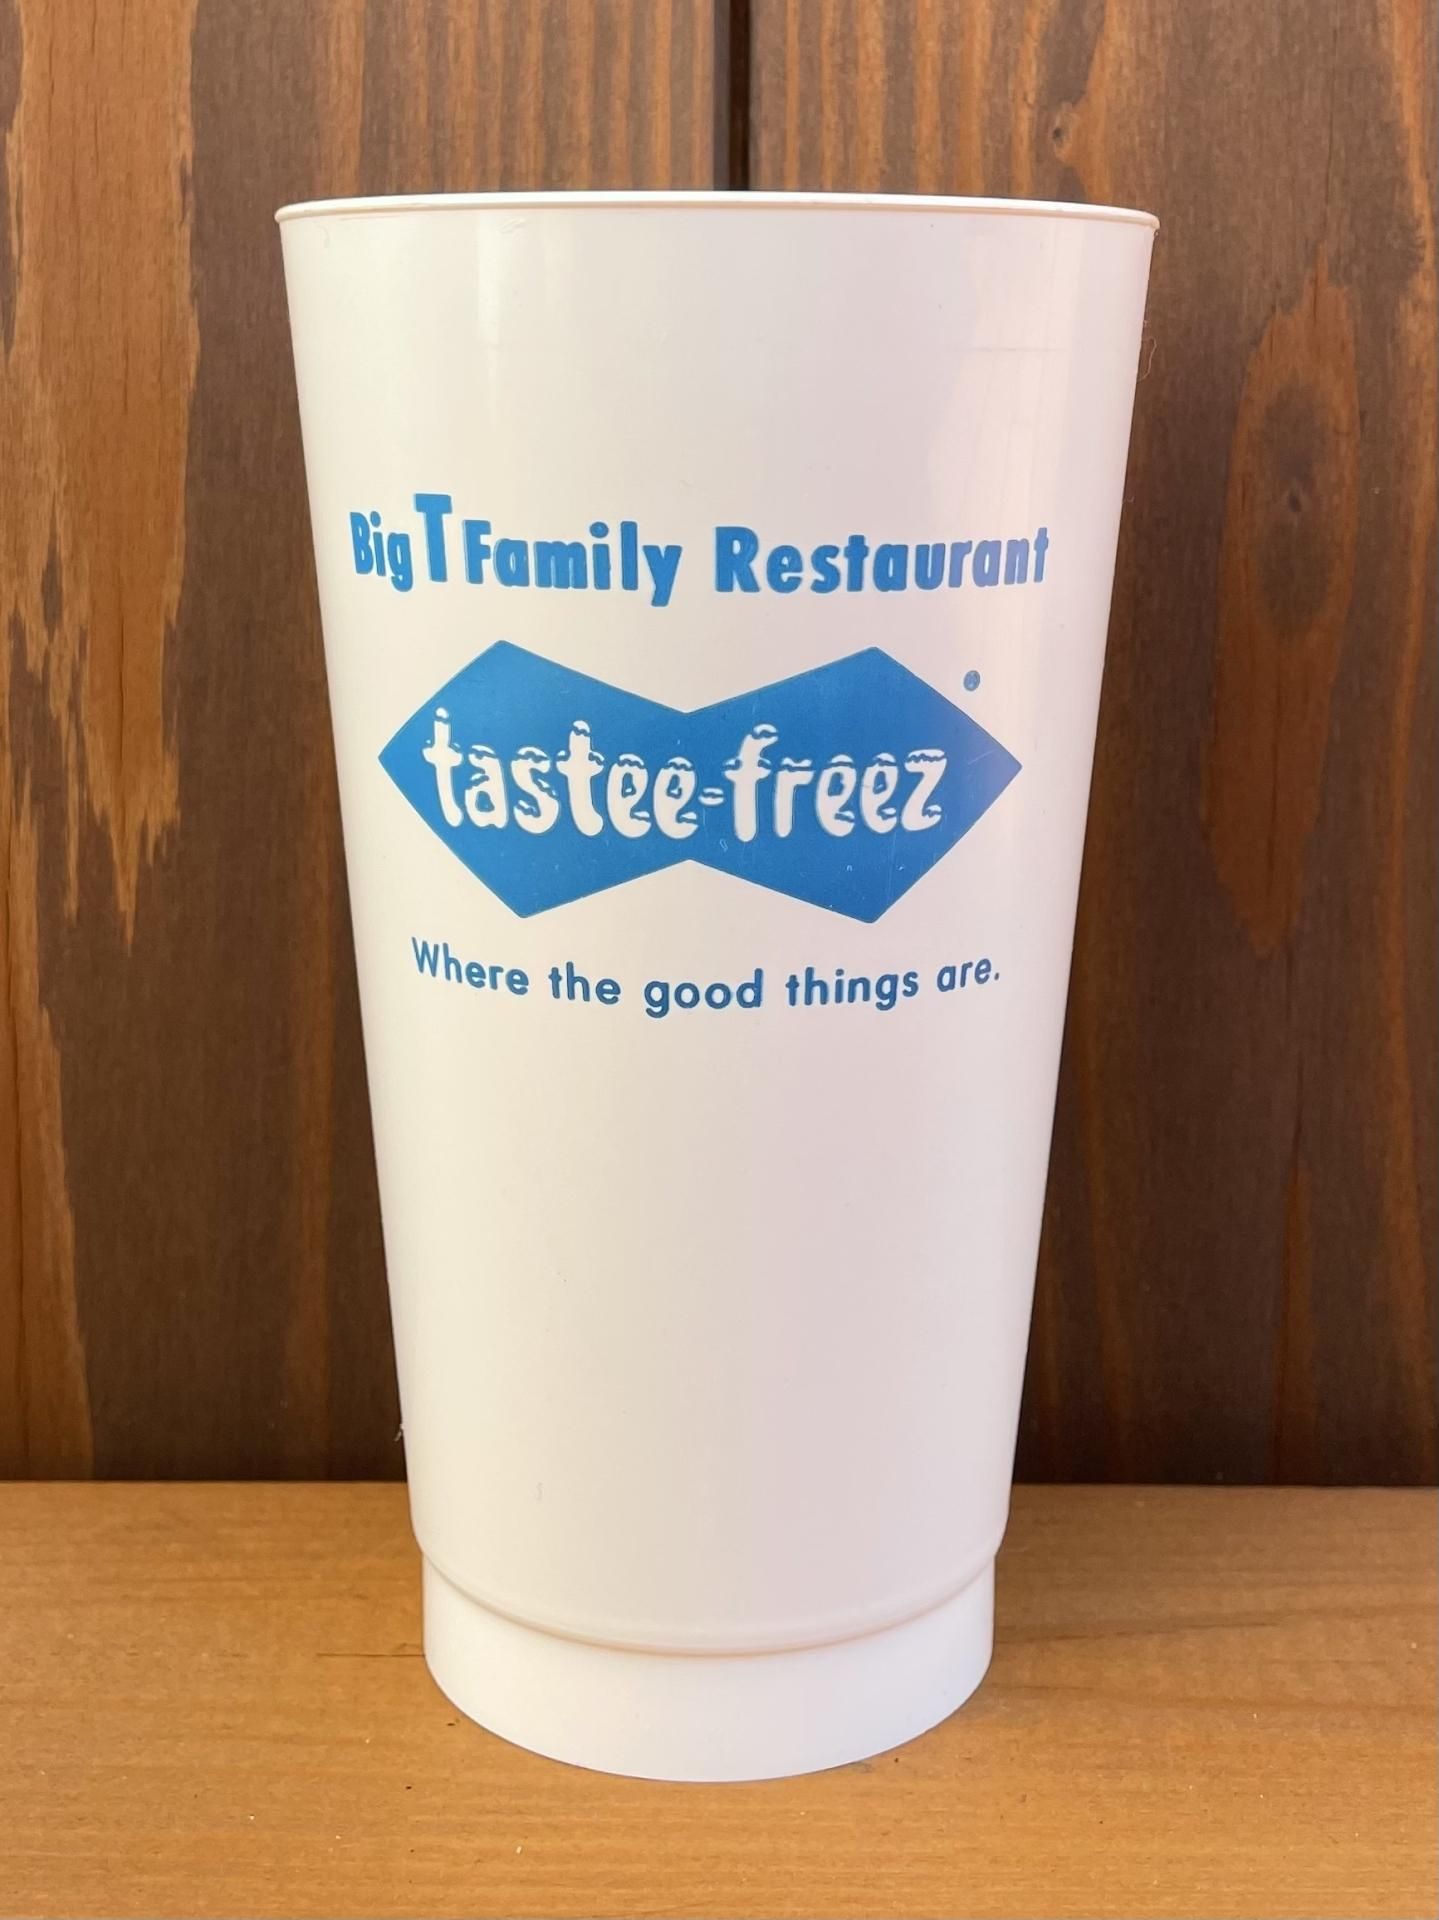 Big T Family Restaurant
tastee-freez®
Where the good things are.